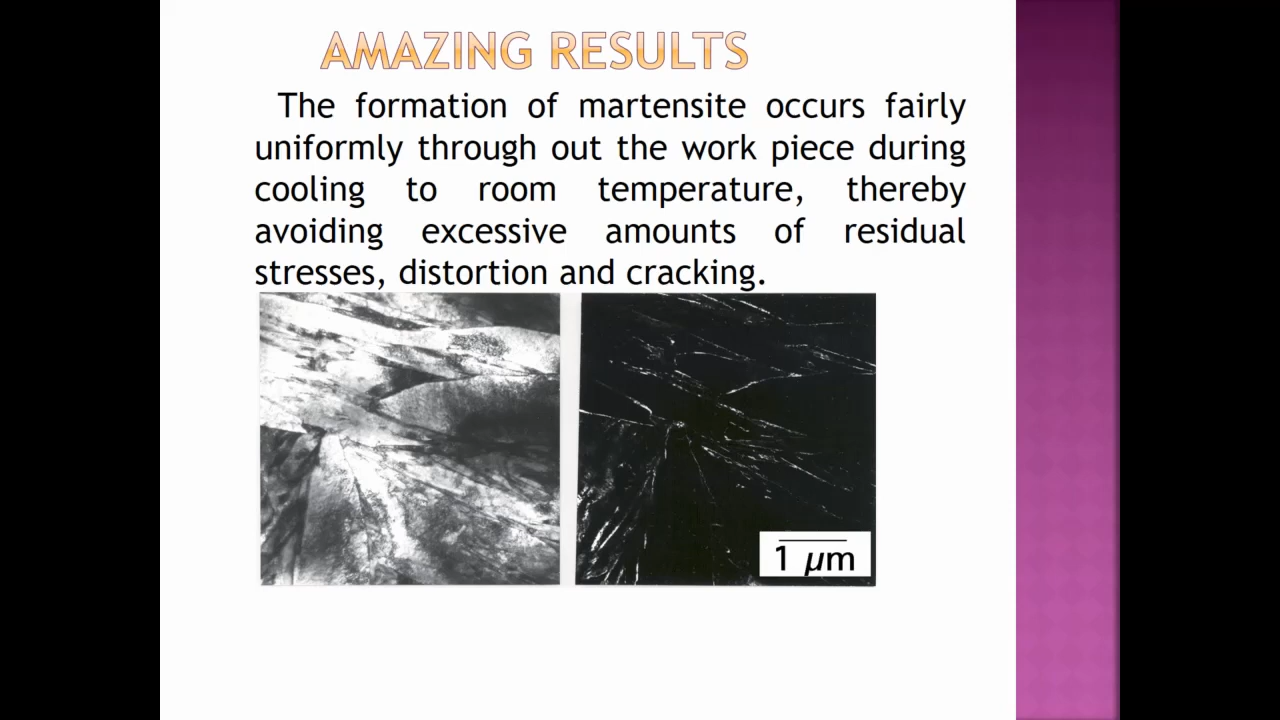 AMAZING RESULTS
The formation of martensite occurs fairly
uniformly through out the work piece during
cooling to room temperature, thereby
avoiding excessive amounts of residual
stresses, distortion and cracking.
1 μm